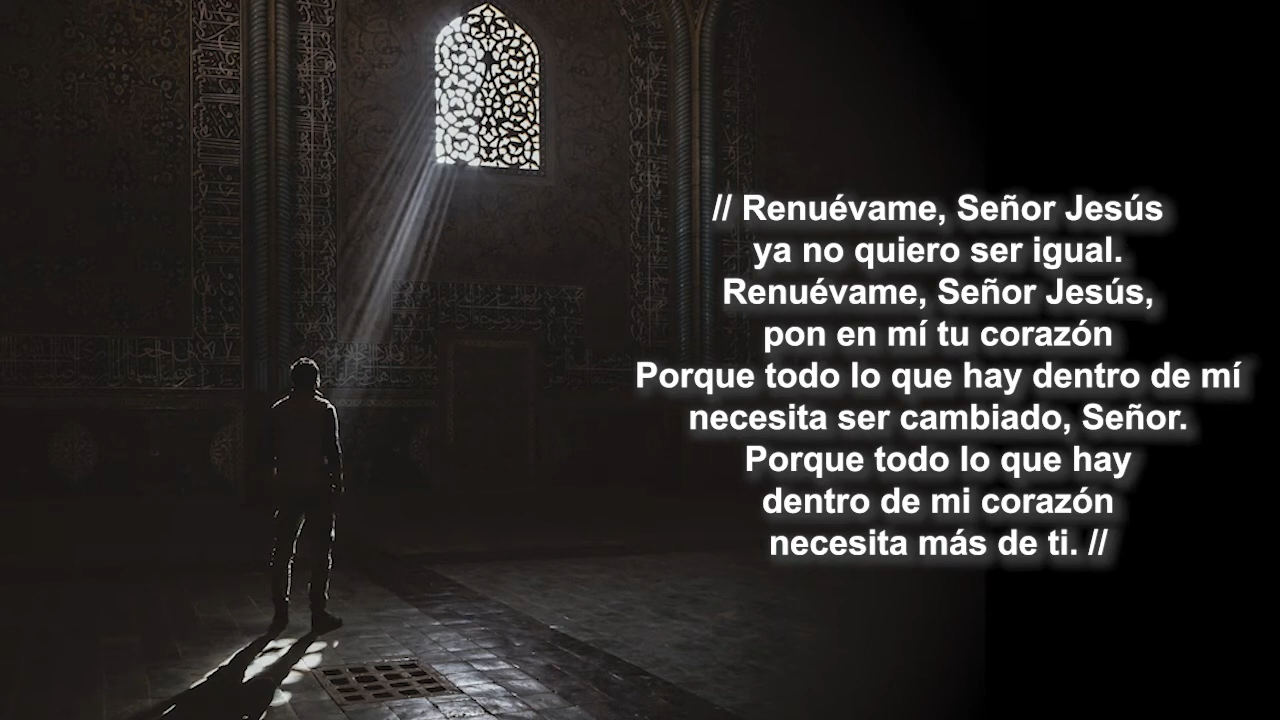 // Renuévame, Señor Jesús
ya no quiero ser igual.
Renuévame, Señor Jesús,
pon en mí tu corazón
Porque todo lo que hay dentro de mí
necesita ser cambiado, Señor.
Porque todo lo que hay
dentro de mi corazón
necesita más de ti. //